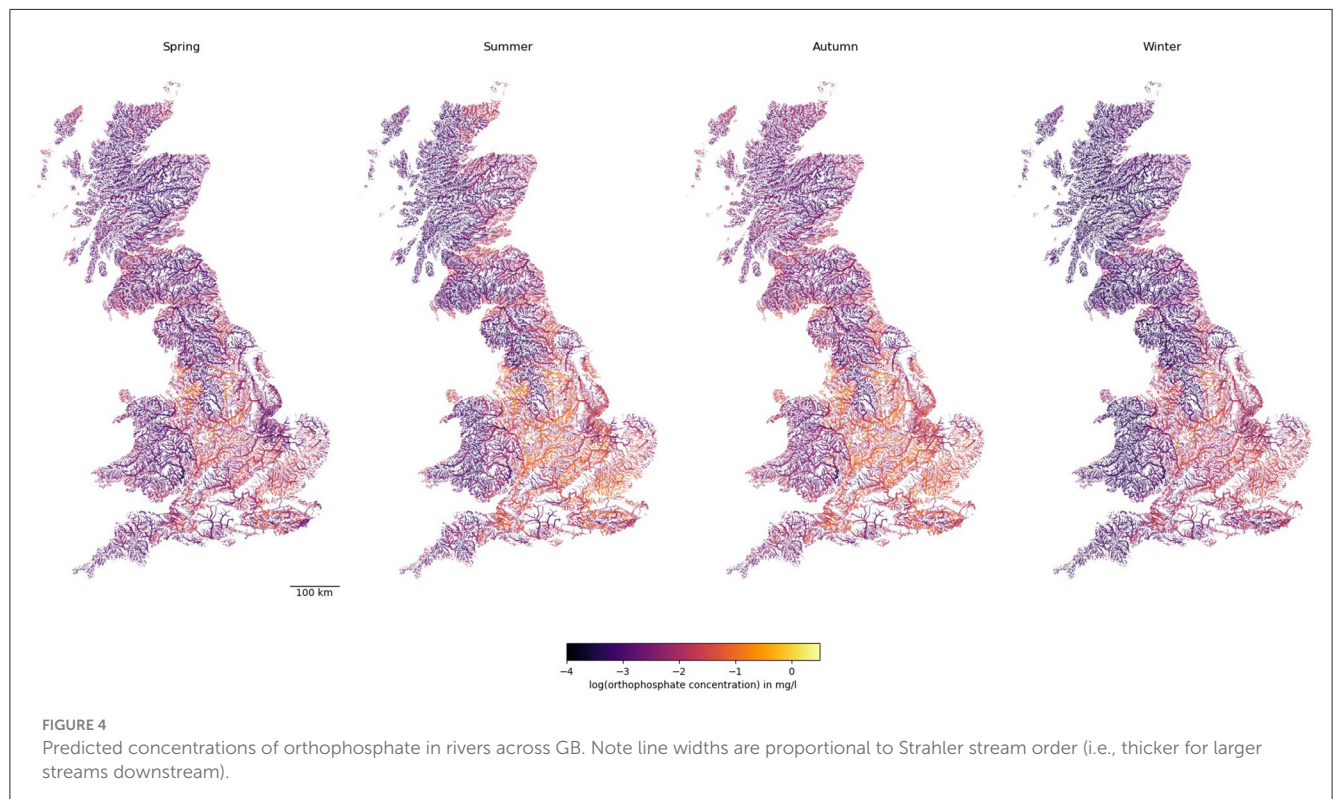 Spring
Summer
Autumn
Winter
100 km
−4 −3 −2 −1 0
log(orthophosphate concentration) in mg/l
FIGURE 4
Predicted concentrations of orthophosphate in rivers across GB. Note line widths are proportional to Strahler stream order (i.e., thicker for larger
streams downstream).